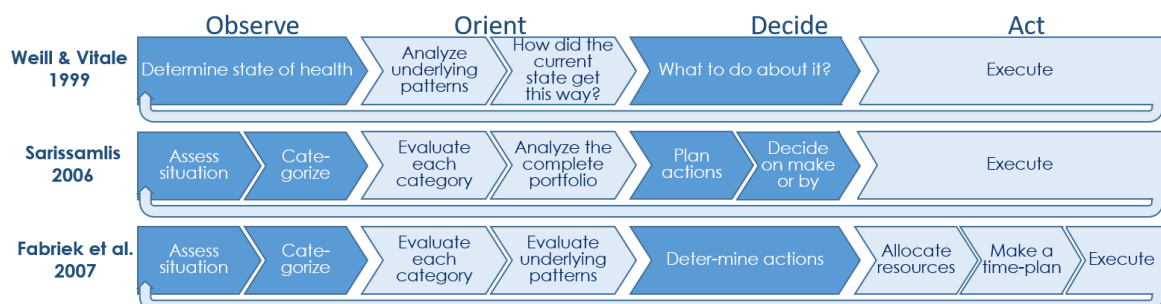 Observe
Orient
Decide
Act
Weill & Vitale
1999
Determine state of health
Analyze
underlying
patterns
How did the
current
state get
this way?
What to do about it?
Execute
Sarissamlis
2006
Assess
situation
Cate-
gorize
Evaluate
each
category
Analyze the
complete
portfolio
Plan
actions
Decide
on make
or by
Execute
Fabriek et al.
2007
Assess
situation
Cate-
gorize
Evaluate
each
category
Evaluate
underlying
patterns
Deter-mine actions
Allocate
resources
Make a
time-plan
Execute